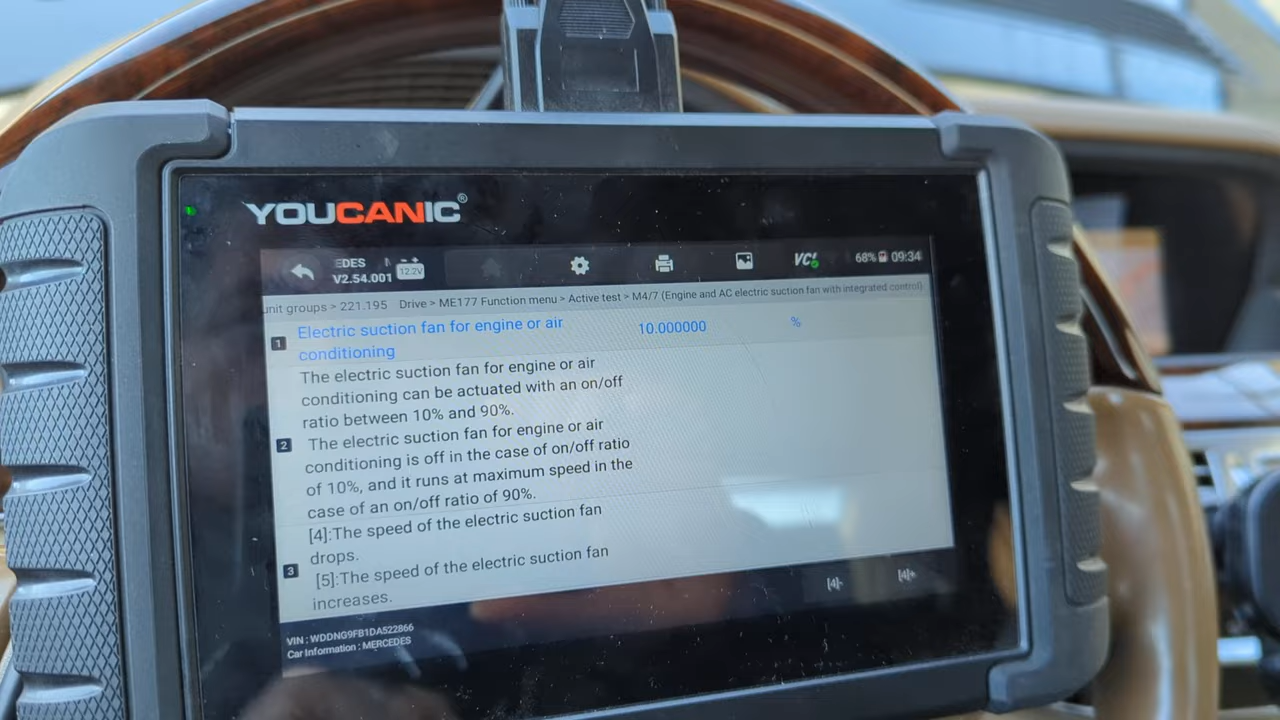 YOUCANIC®
EDES
V2.54.001
12.2V
VCI
68% 09:34
unit groups > 221.195 Drive > ME177 Function menu > Active test > M4/7 (Engine and AC electric suction fan with integrated control)
1 Electric suction fan for engine or air 10.000000 %
conditioning
The electric suction fan for engine or air
conditioning can be actuated with an on/off
ratio between 10% and 90%.
2 The electric suction fan for engine or air
conditioning is off in the case of on/off ratio
of 10%, and it runs at maximum speed in the
case of an on/off ratio of 90%.
[4]:The speed of the electric suction fan
drops.
3 [5]:The speed of the electric suction fan
increases.
[4]- [4]+
VIN : WDDNG9FB1DA522866
Car Information : MERCEDES